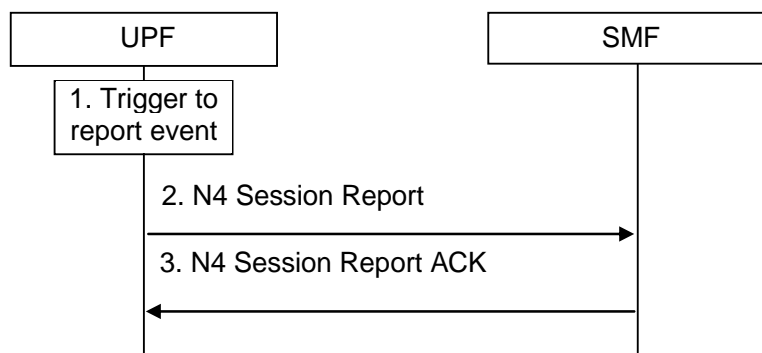 UPF
SMF
1. Trigger to
report event
2. N4 Session Report
3. N4 Session Report ACK